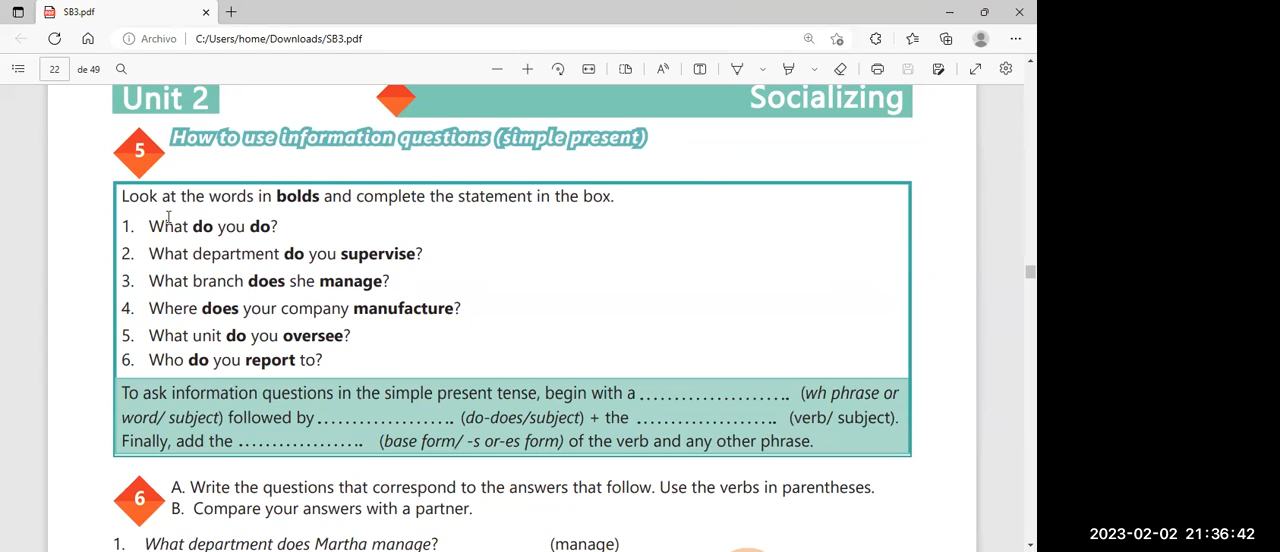 SB3.pdf
Archivo C:/Users/home/Downloads/SB3.pdf
22 de 49
Unit 2 Socializing
5 How to use information questions (simple present)
Look at the words in bolds and complete the statement in the box.
1. What do you do?
2. What department do you supervise?
3. What branch does she manage?
4. Where does your company manufacture?
5. What unit do you oversee?
6. Who do you report to?
To ask information questions in the simple present tense, begin with a ...................... (wh phrase or
word/ subject) followed by .................... (do-does/subject) + the .................... (verb/ subject).
Finally, add the .................. (base form/ -s or-es form) of the verb and any other phrase.
6 A. Write the questions that correspond to the answers that follow. Use the verbs in parentheses.
B. Compare your answers with a partner.
1. What department does Martha manage? (manage)
2023-02-02 21:36:42